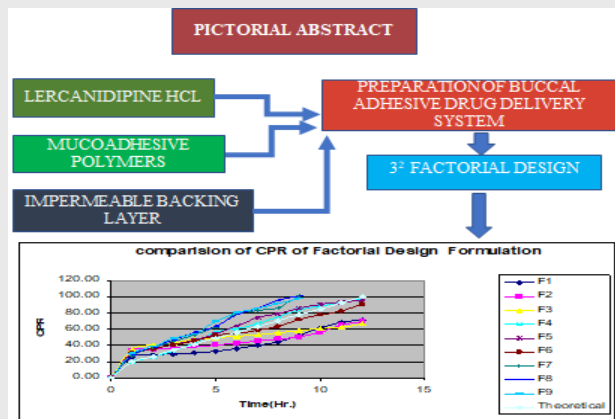 PICTORIAL ABSTRACT
LERCANIDIPINE HCL
MUCOADHESIVE
POLYMERS
IMPERMEABLE BACKING
LAYER
PREPARATION OF BUCCAL
ADHESIVE DRUG DELIVERY
SYSTEM
3² FACTORIAL DESIGN
comparision of CPR of Factorial Design Formulation
CPR
120.00
100.00
80.00
60.00
40.00
20.00
0.00
0
5
10
15
Time(Hr.)
F1
F2
F3
F4
F5
F6
F7
F8
F9
Theoretical